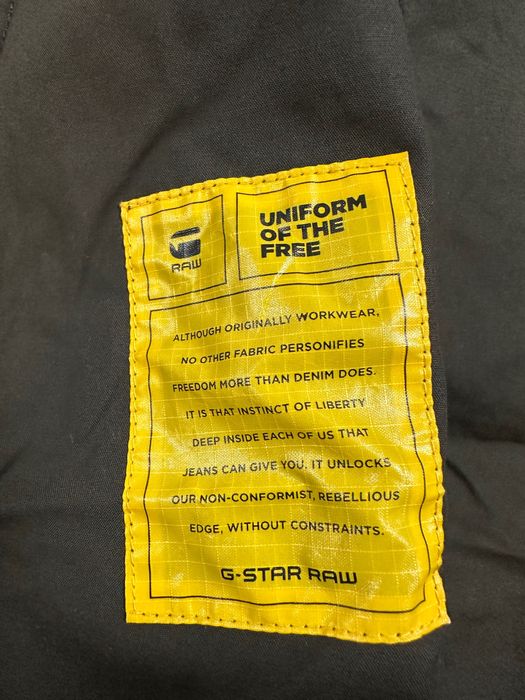 RAW
UNIFORM
OF THE
FREE
ALTHOUGH ORIGINALLY WORKWEAR,
NO OTHER FABRIC PERSONIFIES
FREEDOM MORE THAN DENIM DOES.
IT IS THAT INSTINCT OF LIBERTY
DEEP INSIDE EACH OF US THAT
JEANS CAN GIVE YOU. IT UNLOCKS
OUR NON-CONFORMIST, REBELLIOUS
EDGE, WITHOUT CONSTRAINTS.
G-STAR RAW